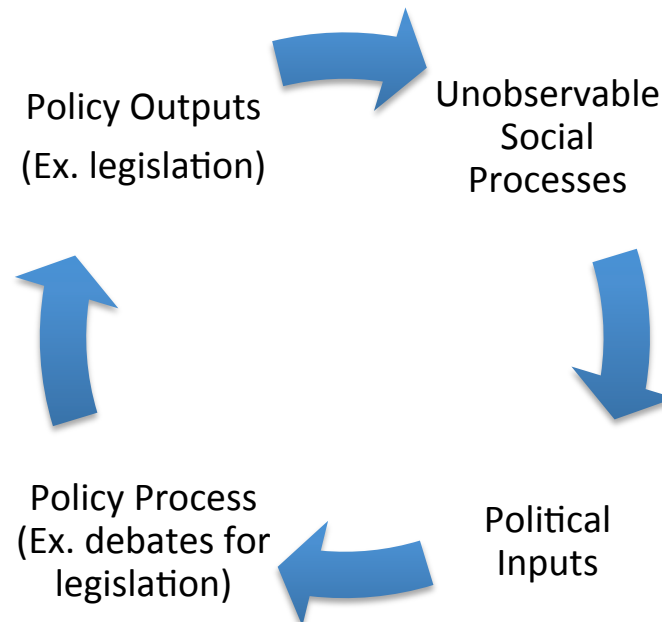 Policy Outputs
(Ex. legislation)
Unobservable
Social
Processes
Policy Process
(Ex. debates for
legislation)
Political
Inputs